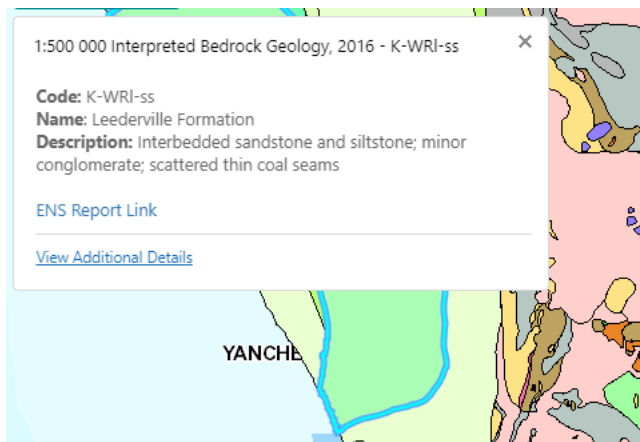 1:500 000 Interpreted Bedrock Geology, 2016 - K-WRl-ss
Code: K-WRl-ss
Name: Leederville Formation
Description: Interbedded sandstone and siltstone; minor
conglomerate; scattered thin coal seams
ENS Report Link
View Additional Details
YANCHE